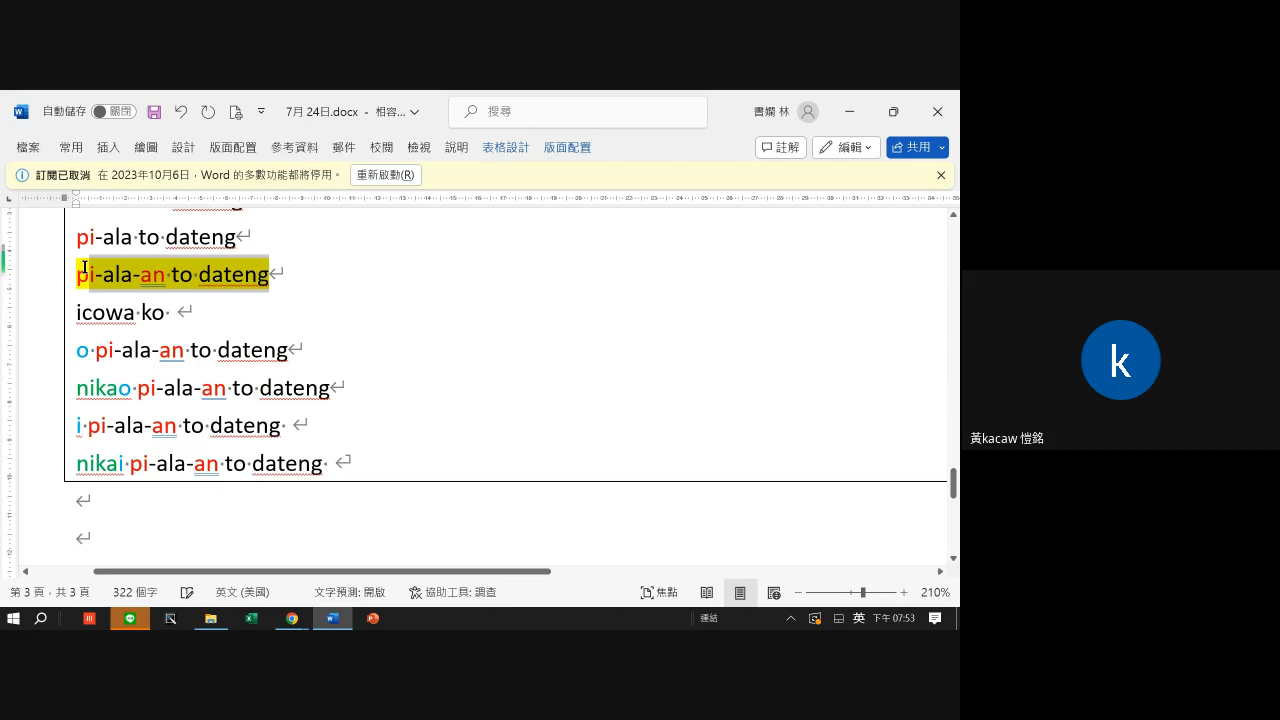 自動儲存 關閉 7月 24日.docx - 相容... 搜尋 書嫻 林
檔案 常用 插入 繪圖 設計 版面配置 參考資料 郵件 校閱 檢視 說明 表格設計 版面配置 註解 編輯 共用
訂閱已取消 在 2023年10月6日，Word 的多數功能都將停用。 重新啟動(R)
pi-ala to dateng
pi-ala-an to dateng
icowa ko
o pi-ala-an to dateng
nikao pi-ala-an to dateng
i pi-ala-an to dateng
nikai pi-ala-an to dateng
第 3 頁，共 3 頁 322 個字 英文 (美國) 文字預測: 開啟 協助工具: 調查 焦點 210%
連結 英 下午 07:53
k
黃kacaw 愷銘